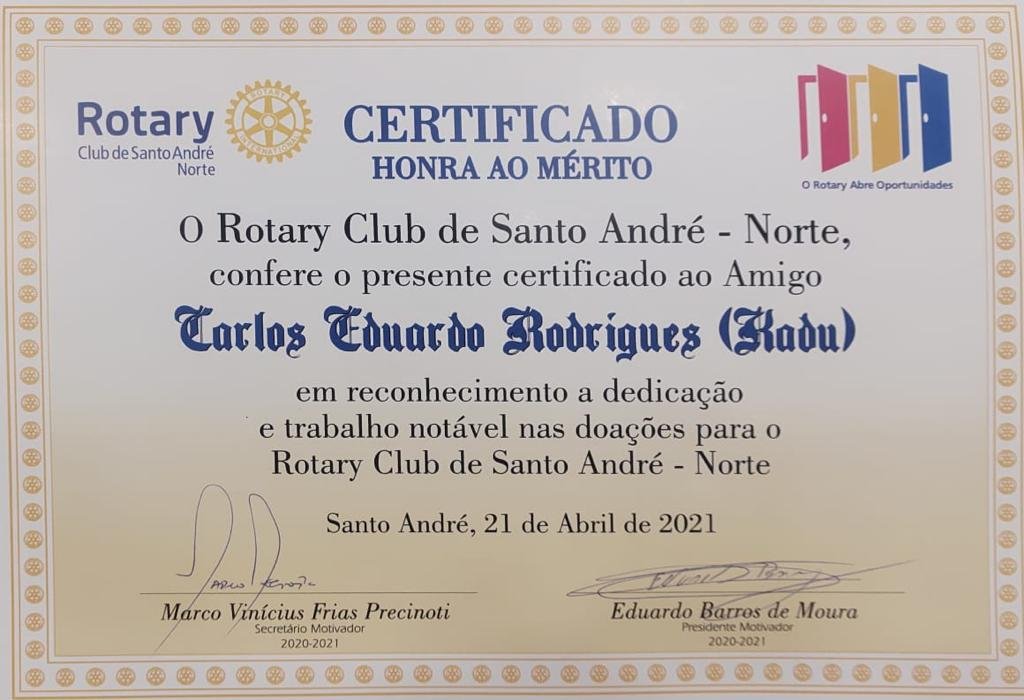 Rotary
Club de Santo André
Norte
ROTARY
INTERNATIONAL
CERTIFICADO
HONRA AO MÉRITO
O Rotary Abre Oportunidades
O Rotary Club de Santo André - Norte,
confere o presente certificado ao Amigo
Carlos Eduardo Rodrigues (Kadu)
em reconhecimento a dedicação
e trabalho notável nas doações para o
Rotary Club de Santo André - Norte
Santo André, 21 de Abril de 2021
Marco Vinícius Frias Precinoti
Secretário Motivador
2020-2021
Eduardo Barros de Moura
Presidente Motivador
2020-2021